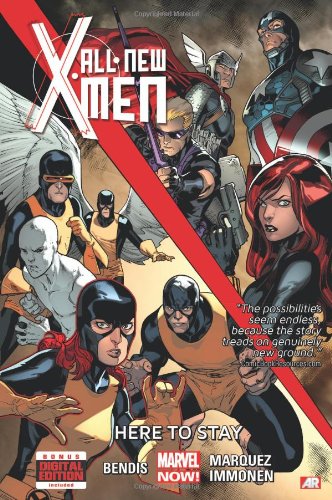 ALL-NEW
X-MEN
"The possibilities
seem endless,
because the story
treads on genuinely
new ground."
HERE TO STAY
BONUS
DIGITAL
EDITION
included
BENDIS
MARVEL
NOW!
MARQUEZ
IMMONEN
AR